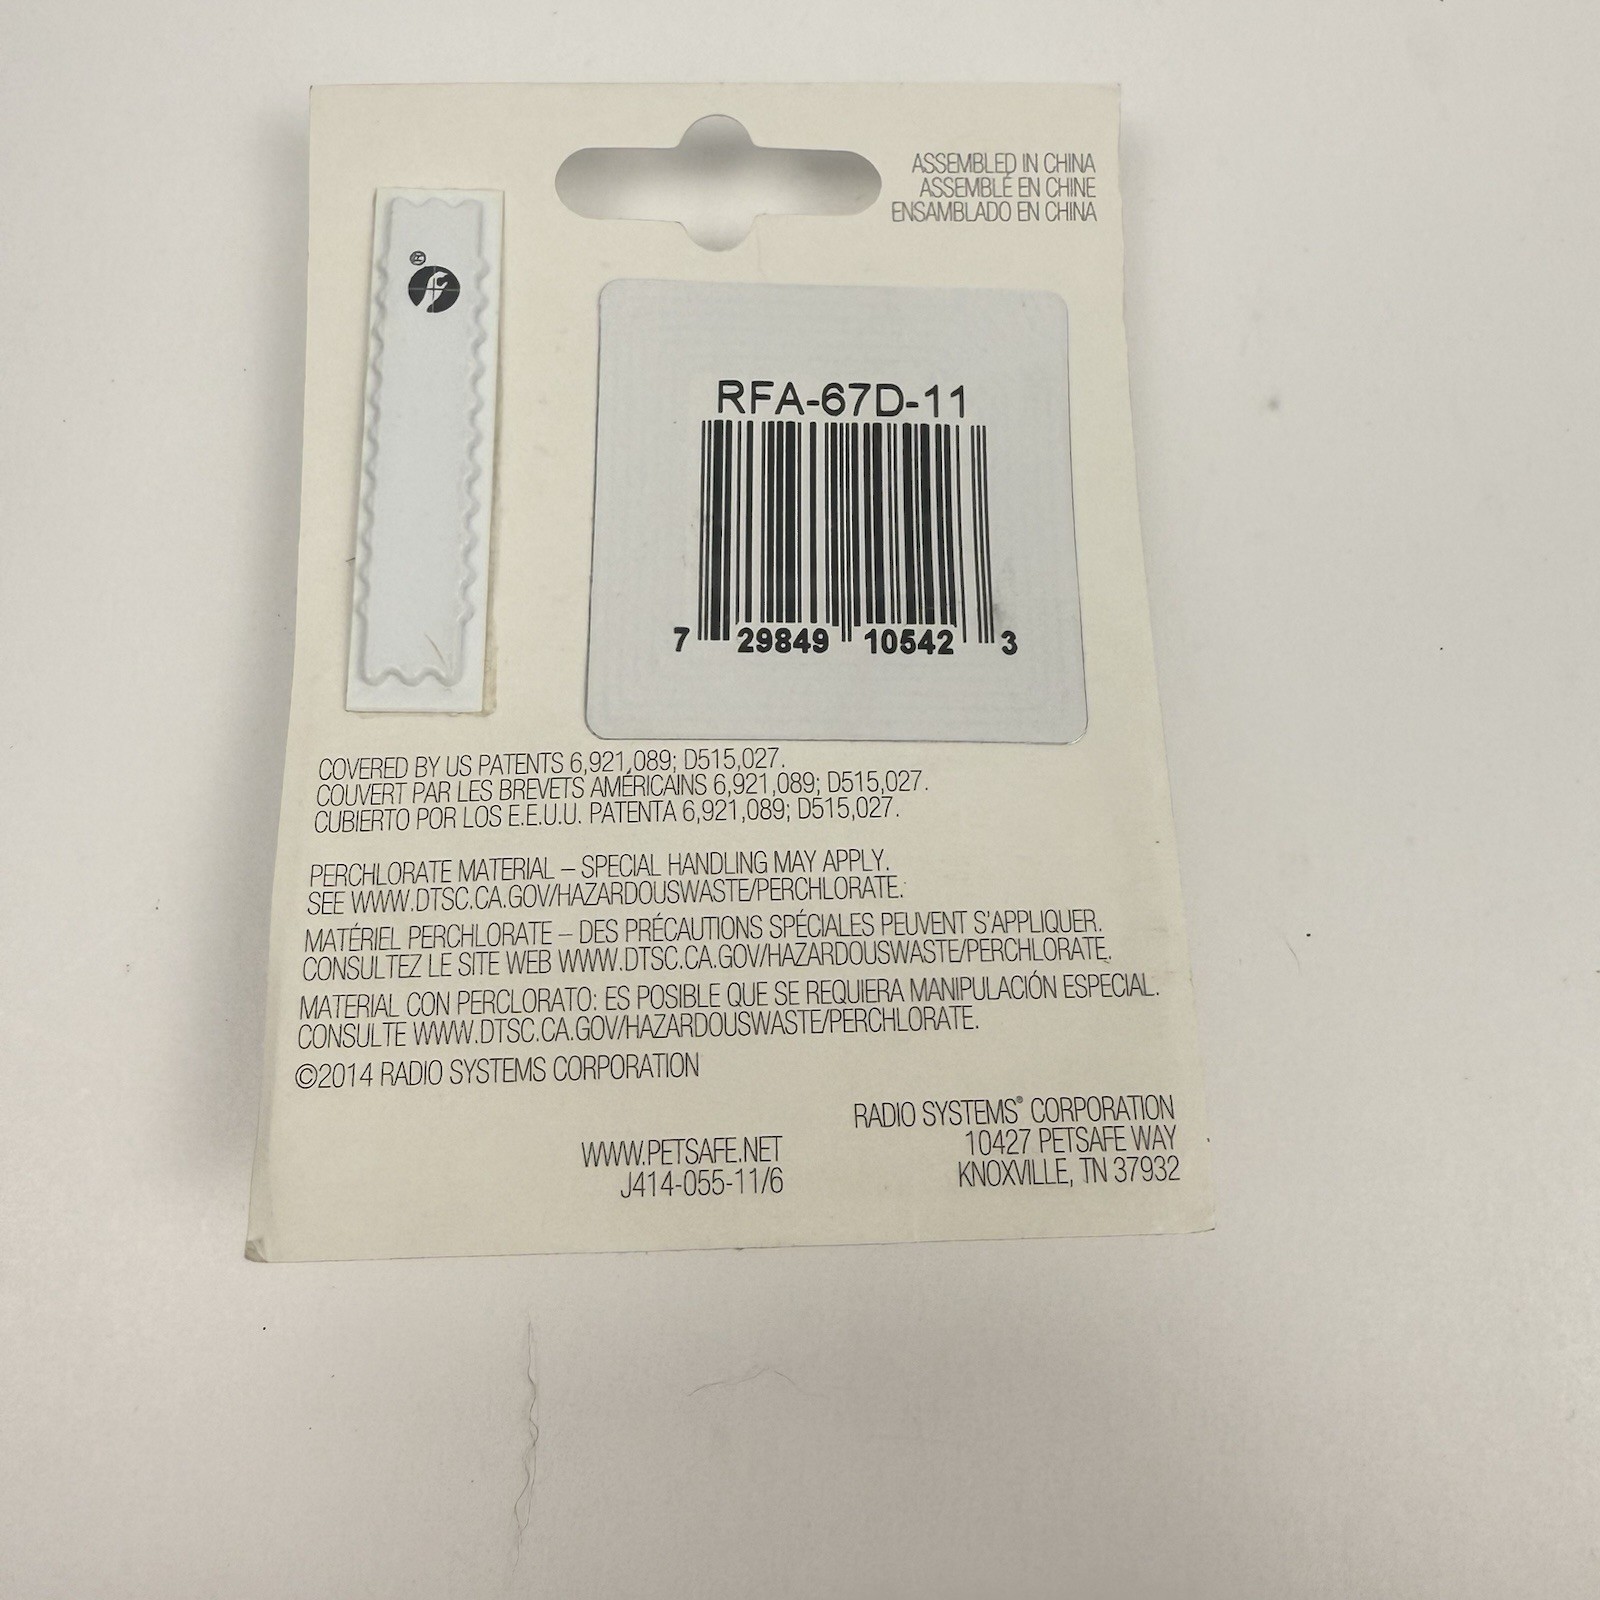 ASSEMBLED IN CHINA
ASSEMBLÉ EN CHINE
ENSAMBLADO EN CHINA
®
RFA-67D-11
7 29849 10542 3
COVERED BY US PATENTS 6,921,089; D515,027.
COUVERT PAR LES BREVETS AMÉRICAINS 6,921,089; D515,027.
CUBIERTO POR LOS E.E.U.U. PATENTA 6,921,089; D515,027.
PERCHLORATE MATERIAL – SPECIAL HANDLING MAY APPLY.
SEE WWW.DTSC.CA.GOV/HAZARDOUSWASTE/PERCHLORATE.
MATÉRIEL PERCHLORATE – DES PRÉCAUTIONS SPÉCIALES PEUVENT S'APPLIQUER.
CONSULTEZ LE SITE WEB WWW.DTSC.CA.GOV/HAZARDOUSWASTE/PERCHLORATE.
MATERIAL CON PERCLORATO: ES POSIBLE QUE SE REQUIERA MANIPULACIÓN ESPECIAL.
CONSULTE WWW.DTSC.CA.GOV/HAZARDOUSWASTE/PERCHLORATE.
©2014 RADIO SYSTEMS CORPORATION
WWW.PETSAFE.NET
J414-055-11/6
RADIO SYSTEMS® CORPORATION
10427 PETSAFE WAY
KNOXVILLE, TN 37932